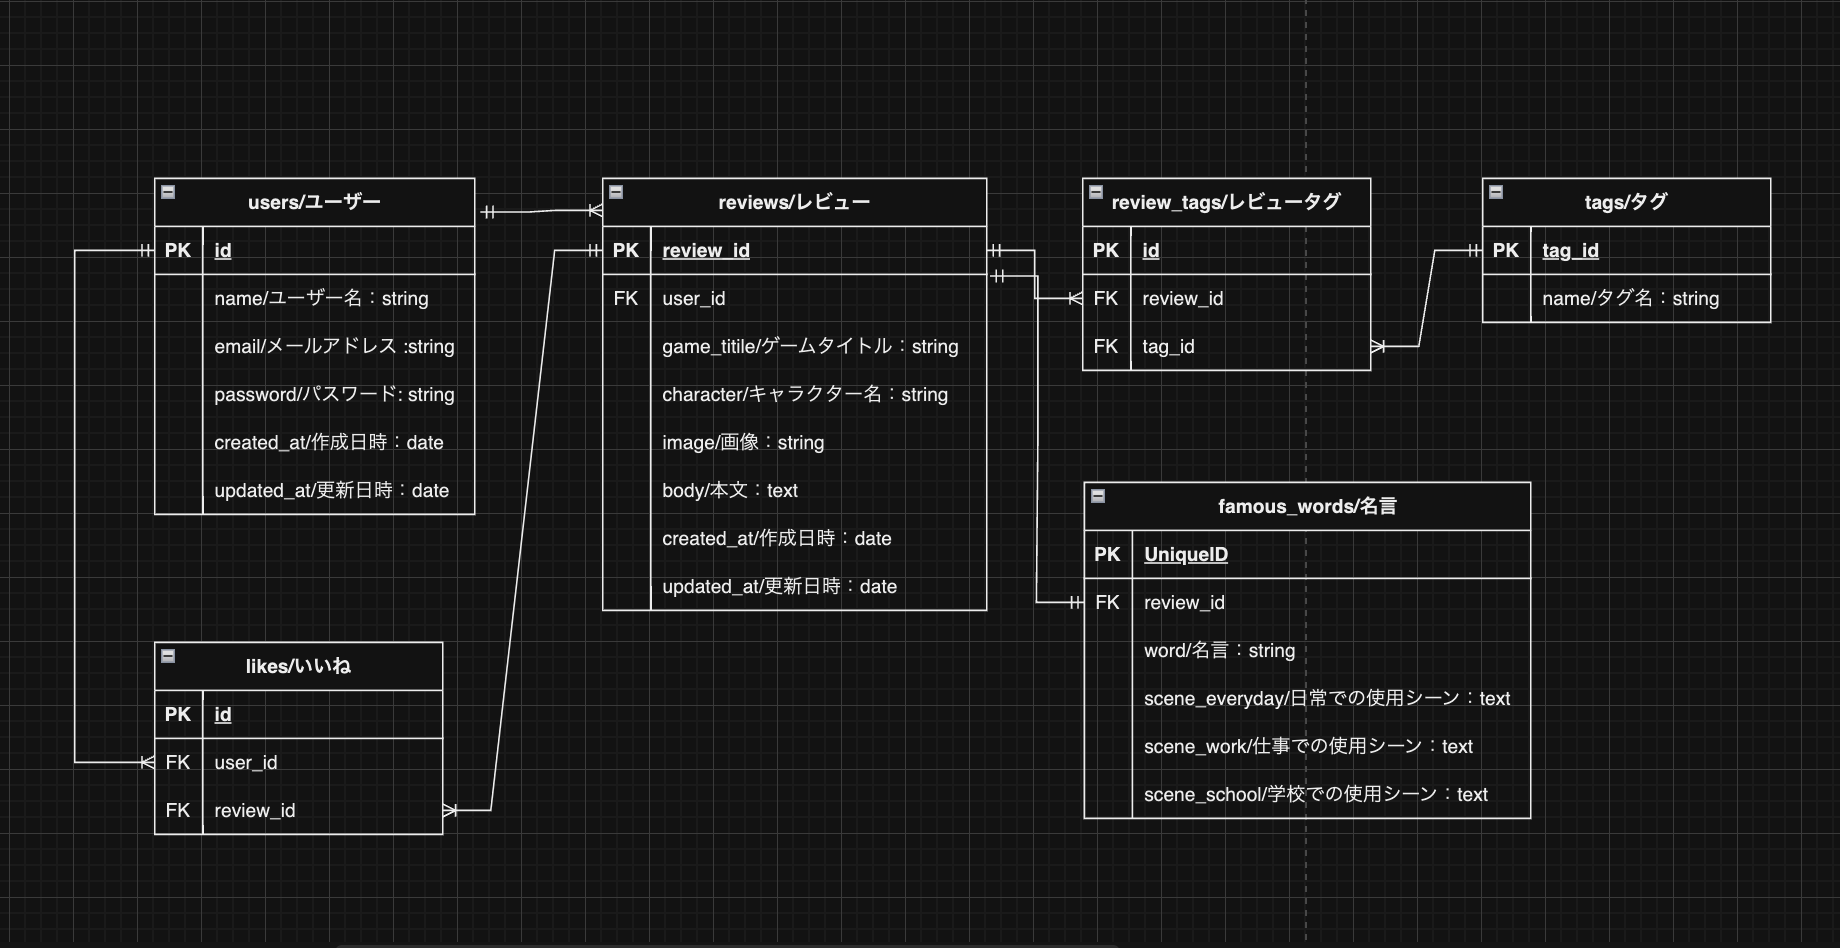 users/ユーザー
PK id
name/ユーザー名：string
email/メールアドレス :string
password/パスワード: string
created_at/作成日時：date
updated_at/更新日時：date
reviews/レビュー
PK review_id
FK user_id
game_titile/ゲームタイトル：string
character/キャラクター名：string
image/画像：string
body/本文：text
created_at/作成日時：date
updated_at/更新日時：date
review_tags/レビュータグ
PK id
FK review_id
FK tag_id
tags/タグ
PK tag_id
name/タグ名：string
likes/いいね
PK id
FK user_id
FK review_id
famous_words/名言
PK UniqueID
FK review_id
word/名言：string
scene_everyday/日常での使用シーン：text
scene_work/仕事での使用シーン：text
scene_school/学校での使用シーン：text